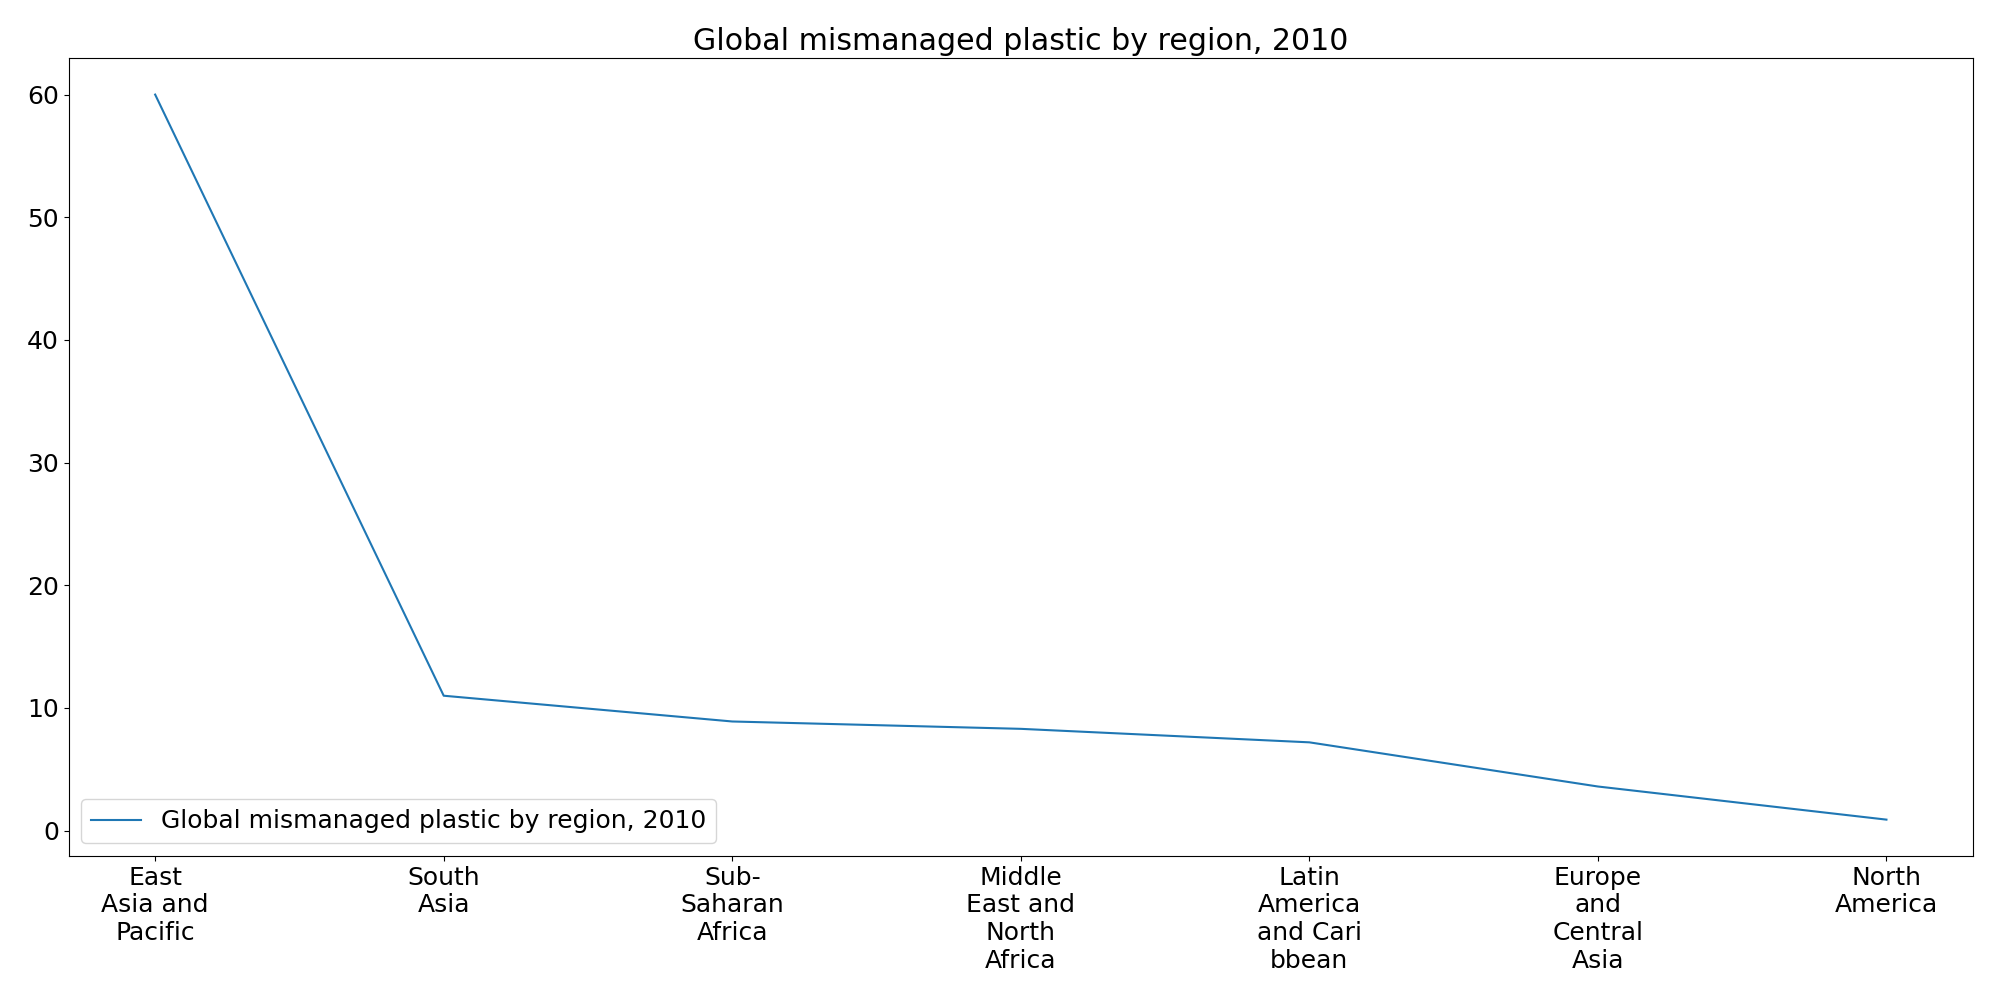 Global mismanaged plastic by region, 2010
60
50
40
30
20
10
0
Global mismanaged plastic by region, 2010
East
Asia and
Pacific
South
Asia
Sub-
Saharan
Africa
Middle
East and
North
Africa
Latin
America
and Cari
bbean
Europe
and
Central
Asia
North
America